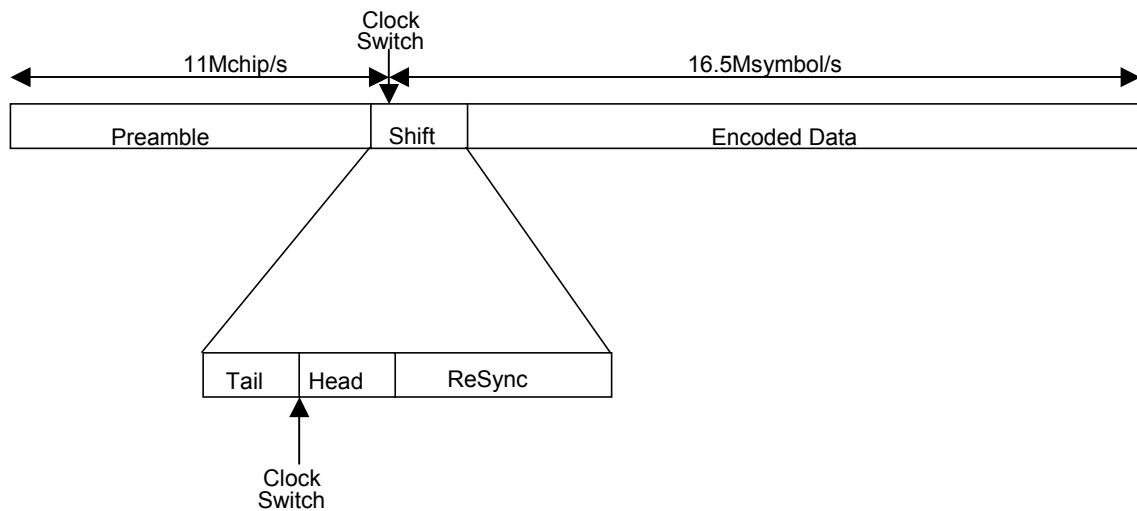 Clock
Switch
11Mchip/s
16.5Msymbol/s
Preamble
Shift
Encoded Data
Tail
Head
ReSync
Clock
Switch